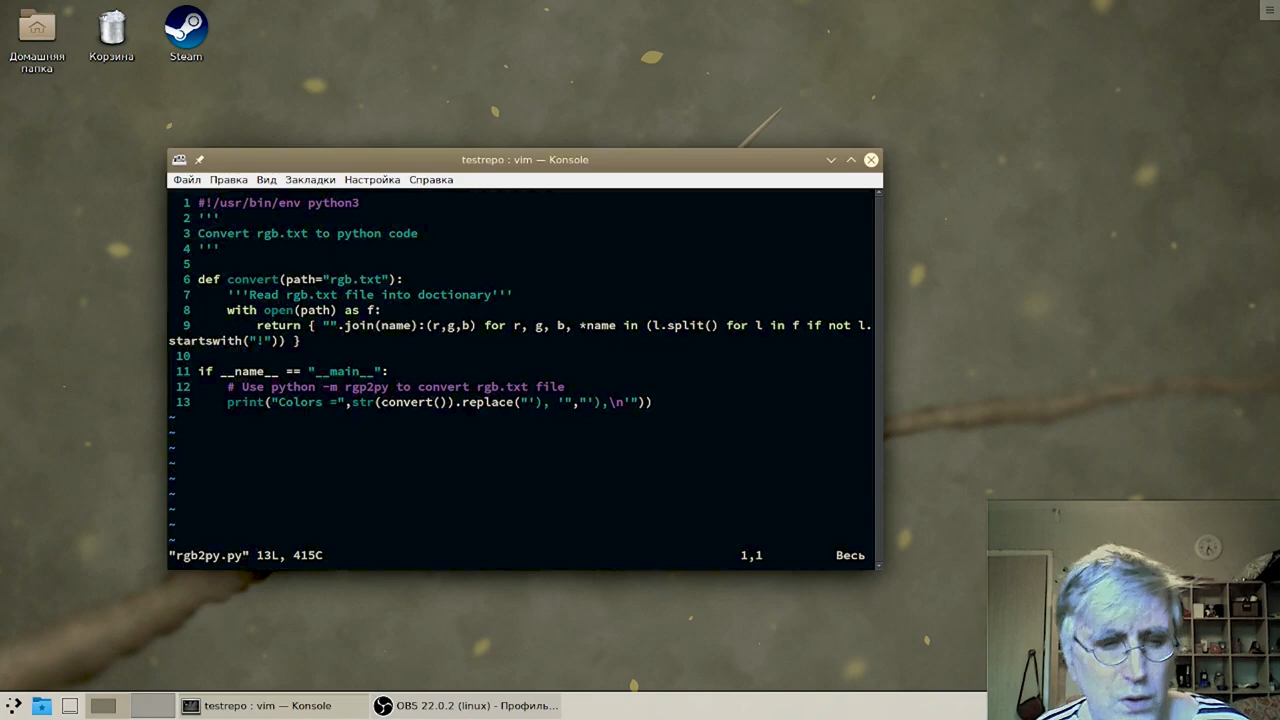 Домашняя
папка
Корзина
Steam
testrepo : vim — Konsole
Файл Правка Вид Закладки Настройка Справка
1 #!/usr/bin/env python3
2 '''
3 Convert rgb.txt to python code
4 '''
5
6 def convert(path="rgb.txt"):
7 '''Read rgb.txt file into doctionary'''
8 with open(path) as f:
9 return { "".join(name):(r,g,b) for r, g, b, *name in (l.split() for l in f if not l.
startswith("!")) }
10
11 if __name__ == "__main__":
12 # Use python -m rgp2py to convert rgb.txt file
13 print("Colors =",str(convert()).replace("'), '","'),\n'"))
~
~
~
~
~
~
~
~
~
"rgb2py.py" 13L, 415C 1,1 Весь
testrepo : vim — Konsole
OBS 22.0.2 (linux) - Профиль...